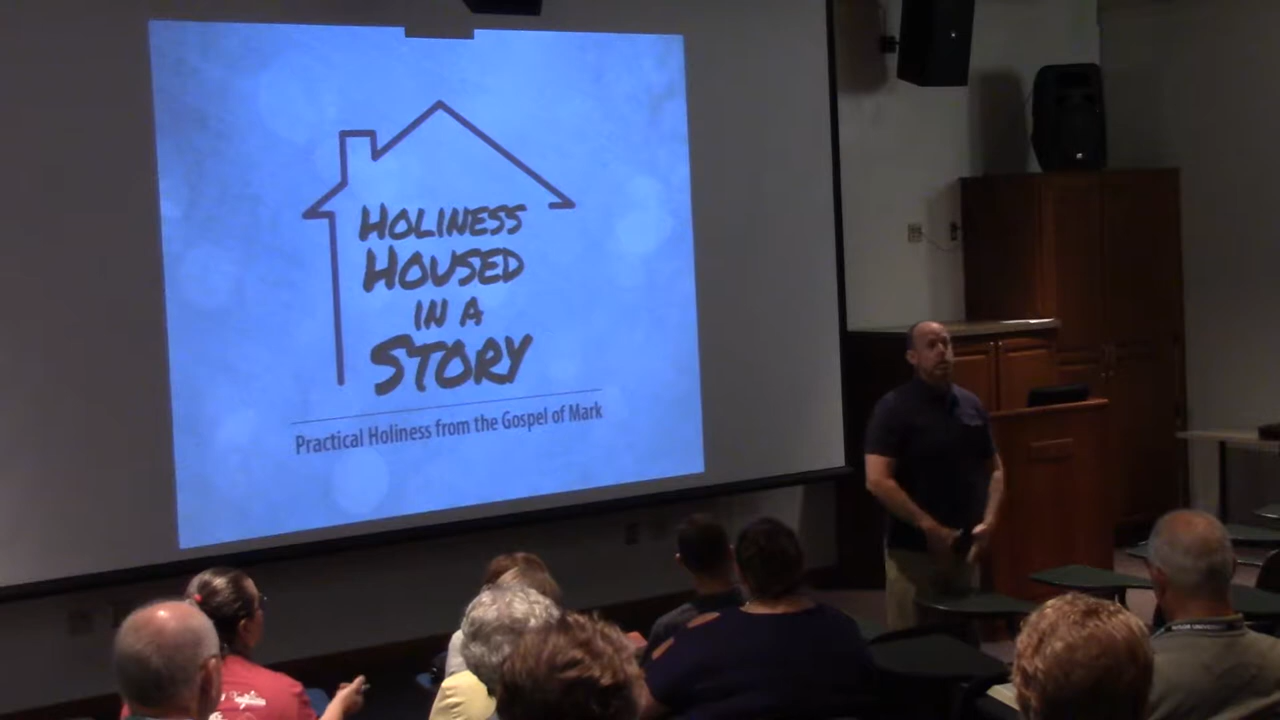 HOLINESS
HOUSED
IN A
STORY
Practical Holiness from the Gospel of Mark